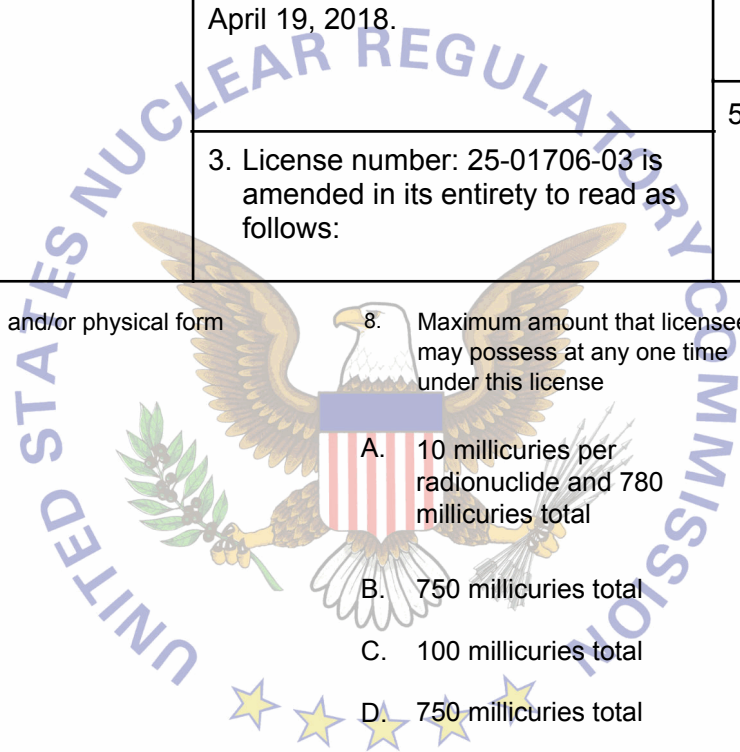 April 19, 2018.
5
3. License number: 25-01706-03 is
amended in its entirety to read as
follows:
and/or physical form
8. Maximum amount that licensee
may possess at any one time
under this license
A. 10 millicuries per
radionuclide and 780
millicuries total
B. 750 millicuries total
C. 100 millicuries total
D. 750 millicuries total
UNITED STATES NUCLEAR REGULATORY COMMISSION